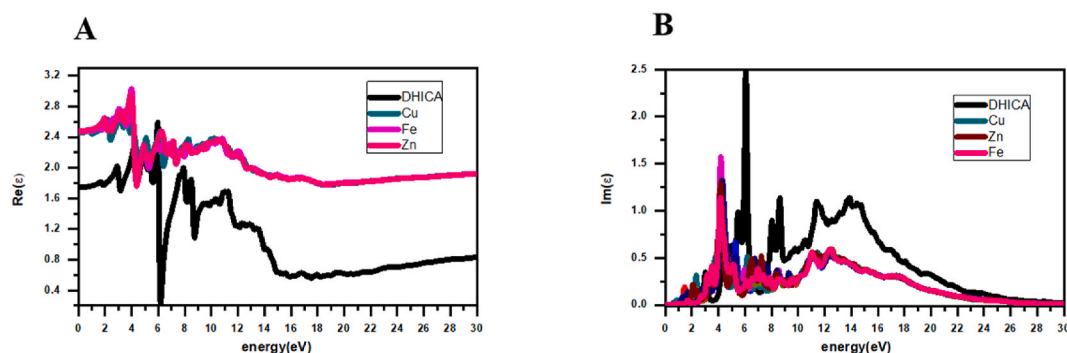 A
3.2
2.8
2.4
2.0
1.6
1.2
0.8
0.4
Re(ε)
DHICA
Cu
Fe
Zn
0 2 4 6 8 10 12 14 16 18 20 22 24 26 28 30
energy(eV)
B
2.5
2.0
1.5
1.0
0.5
0.0
Im(ε)
DHICA
Cu
Zn
Fe
0 2 4 6 8 10 12 14 16 18 20 22 24 26 28 30
energy(eV)